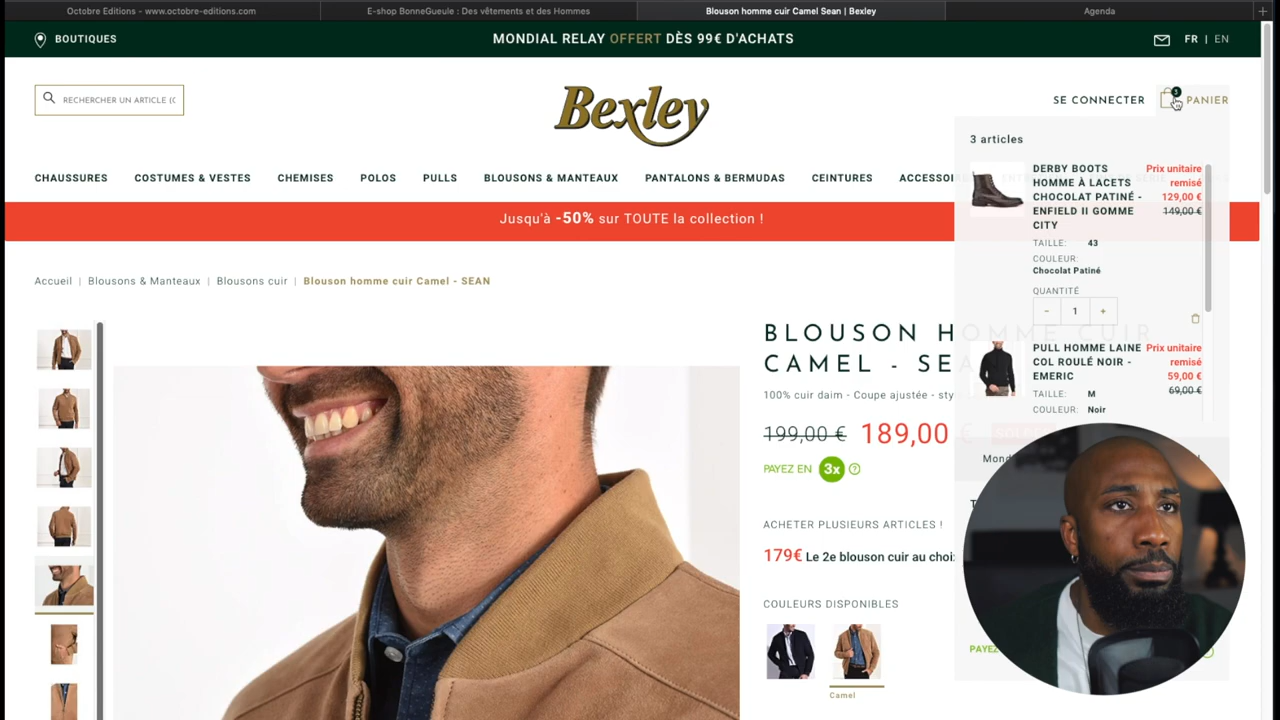 Octobre Editions - www.octobre-editions.com
E-shop BonneGueule : Des vêtements et des Hommes
Blouson homme cuir Camel Sean | Bexley
Agenda
+
BOUTIQUES
MONDIAL RELAY OFFERT DÈS 99€ D'ACHATS
FR | EN
RECHERCHER UN ARTICLE (C
Bexley
SE CONNECTER
3
PANIER
3 articles
CHAUSSURES
COSTUMES & VESTES
CHEMISES
POLOS
PULLS
BLOUSONS & MANTEAUX
PANTALONS & BERMUDAS
CEINTURES
Jusqu'à -50% sur TOUTE la collection !
DERBY BOOTS
HOMME À LACETS
CHOCOLAT PATINÉ -
ENFIELD II GOMME
CITY
Prix unitaire
remisé
129,00 €
149,00 €
TAILLE: 43
COULEUR:
Chocolat Patiné
QUANTITÉ
- 1 +
PULL HOMME LAINE
COL ROULÉ NOIR -
EMERIC
Prix unitaire
remisé
59,00 €
69,00 €
TAILLE: M
COULEUR: Noir
Accueil | Blousons & Manteaux | Blousons cuir | Blouson homme cuir Camel - SEAN
BLOUSON HOMME CUIR
CAMEL - SEA
100% cuir daim - Coupe ajustée - sty
199,00 € 189,00 €
PAYEZ EN 3x ?
ACHETER PLUSIEURS ARTICLES !
179€ Le 2e blouson cuir au choi
COULEURS DISPONIBLES
Camel
PAYEZ